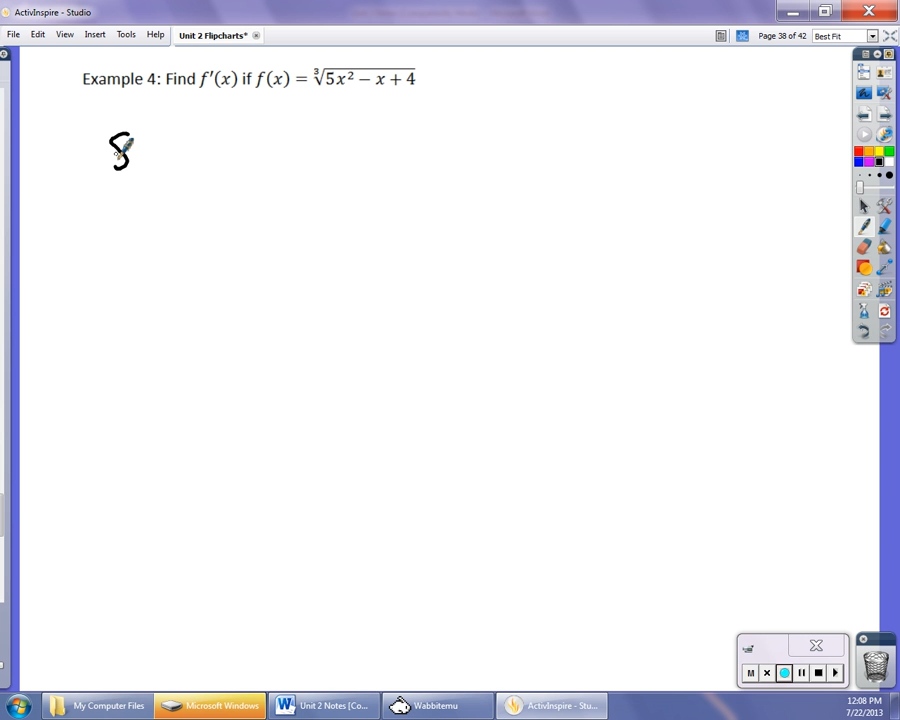 ActivInspire - Studio
File Edit View Insert Tools Help Unit 2 Flipcharts* Page 38 of 42 Best Fit
Example 4: Find f′(x) if f(x) = ∛5x² − x + 4
8
M
My Computer Files Microsoft Windows Unit 2 Notes [Co... Wabbitemu ActivInspire - Stu...
12:08 PM
7/22/2013